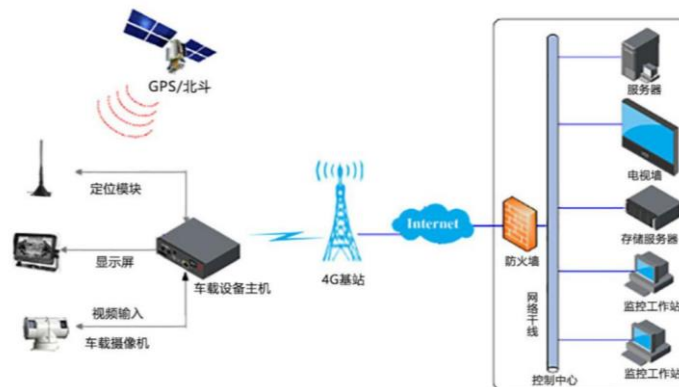 GPS/北斗
服务器
电视墙
定位模块
Internet
存储服务器
防火墙
显示屏
车载设备主机
4G基站
网络干线
监控工作站
视频输入
车载摄像机
监控工作站
控制中心